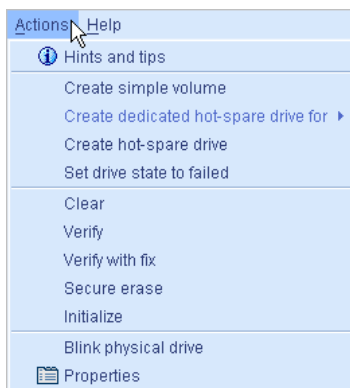 Actions Help
Hints and tips
Create simple volume
Create dedicated hot-spare drive for
Create hot-spare drive
Set drive state to failed
Clear
Verify
Verify with fix
Secure erase
Initialize
Blink physical drive
Properties